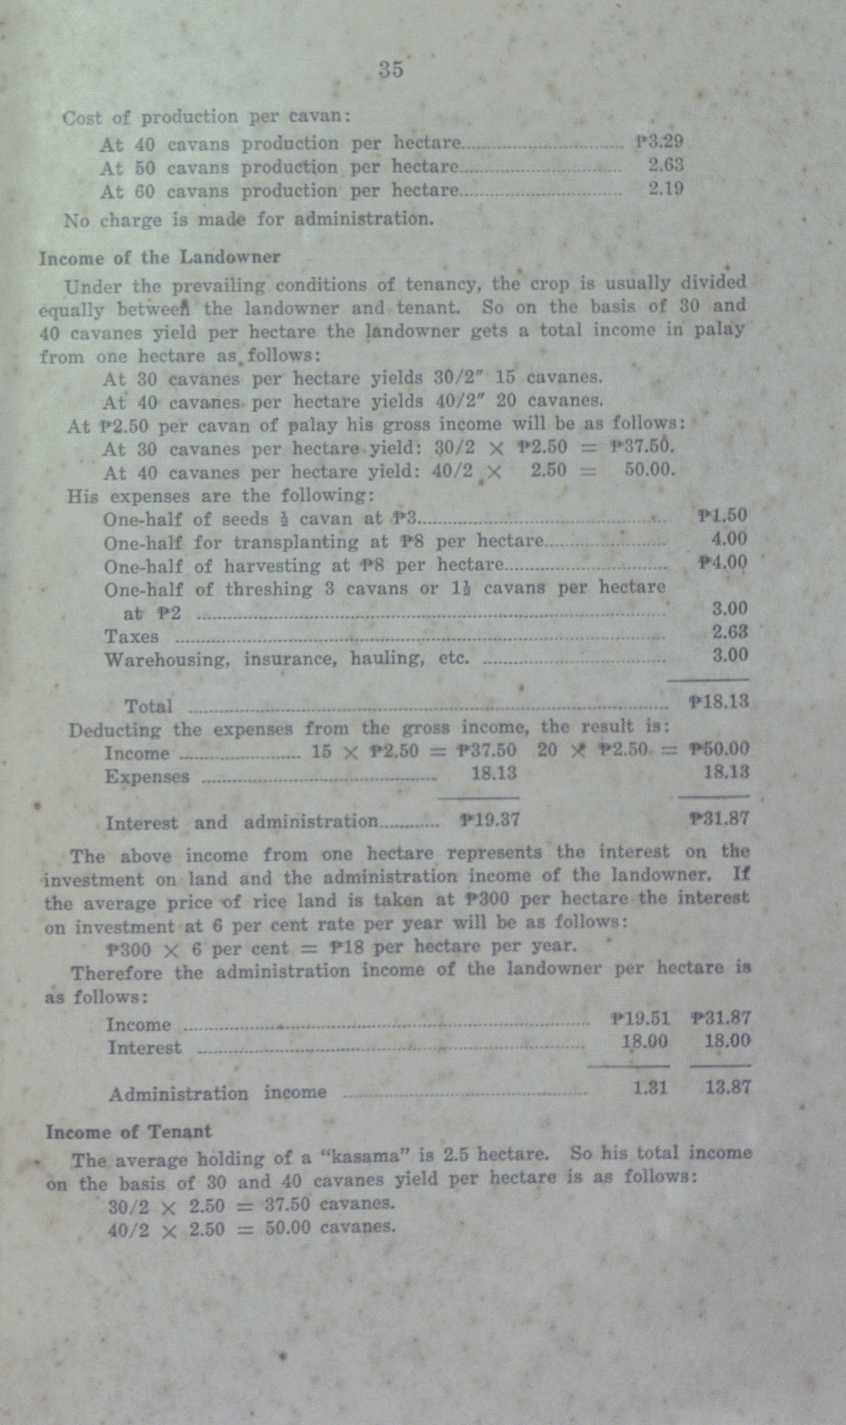 35
Cost of production per cavan:
At 40 cavans production per hectare.............................. ₱3.29
At 50 cavans production per hectare.............................. 2.63
At 60 cavans production per hectare.............................. 2.19
No charge is made for administration.
Income of the Landowner
Under the prevailing conditions of tenancy, the crop is usually divided
equally between the landowner and tenant. So on the basis of 30 and
40 cavanes yield per hectare the landowner gets a total income in palay
from one hectare as follows:
At 30 cavanes per hectare yields 30/2″ 15 cavanes.
At 40 cavanes per hectare yields 40/2″ 20 cavanes.
At ₱2.50 per cavan of palay his gross income will be as follows:
At 30 cavanes per hectare yield: 30/2 × ₱2.50 = ₱37.50.
At 40 cavanes per hectare yield: 40/2 × 2.50 = 50.00.
His expenses are the following:
One-half of seeds ½ cavan at ₱3.............................. ₱1.50
One-half for transplanting at ₱8 per hectare.............................. 4.00
One-half of harvesting at ₱8 per hectare.............................. ₱4.00
One-half of threshing 3 cavans or 1½ cavans per hectare
at ₱2 .............................. 3.00
Taxes .............................. 2.63
Warehousing, insurance, hauling, etc. .............................. 3.00
Total .............................. ₱18.13
Deducting the expenses from the gross income, the result is:
Income .................... 15 × ₱2.50 = ₱37.50 20 × ₱2.50 = ₱50.00
Expenses .............................. 18.13 18.13
Interest and administration............ ₱19.37 ₱31.87
The above income from one hectare represents the interest on the
investment on land and the administration income of the landowner. If
the average price of rice land is taken at ₱300 per hectare the interest
on investment at 6 per cent rate per year will be as follows:
₱300 × 6 per cent = ₱18 per hectare per year.
Therefore the administration income of the landowner per hectare is
as follows:
Income .............................. ₱19.51 ₱31.87
Interest .............................. 18.00 18.00
Administration income .............................. 1.31 13.87
Income of Tenant
The average holding of a "kasama" is 2.5 hectare. So his total income
on the basis of 30 and 40 cavanes yield per hectare is as follows:
30/2 × 2.50 = 37.50 cavanes.
40/2 × 2.50 = 50.00 cavanes.